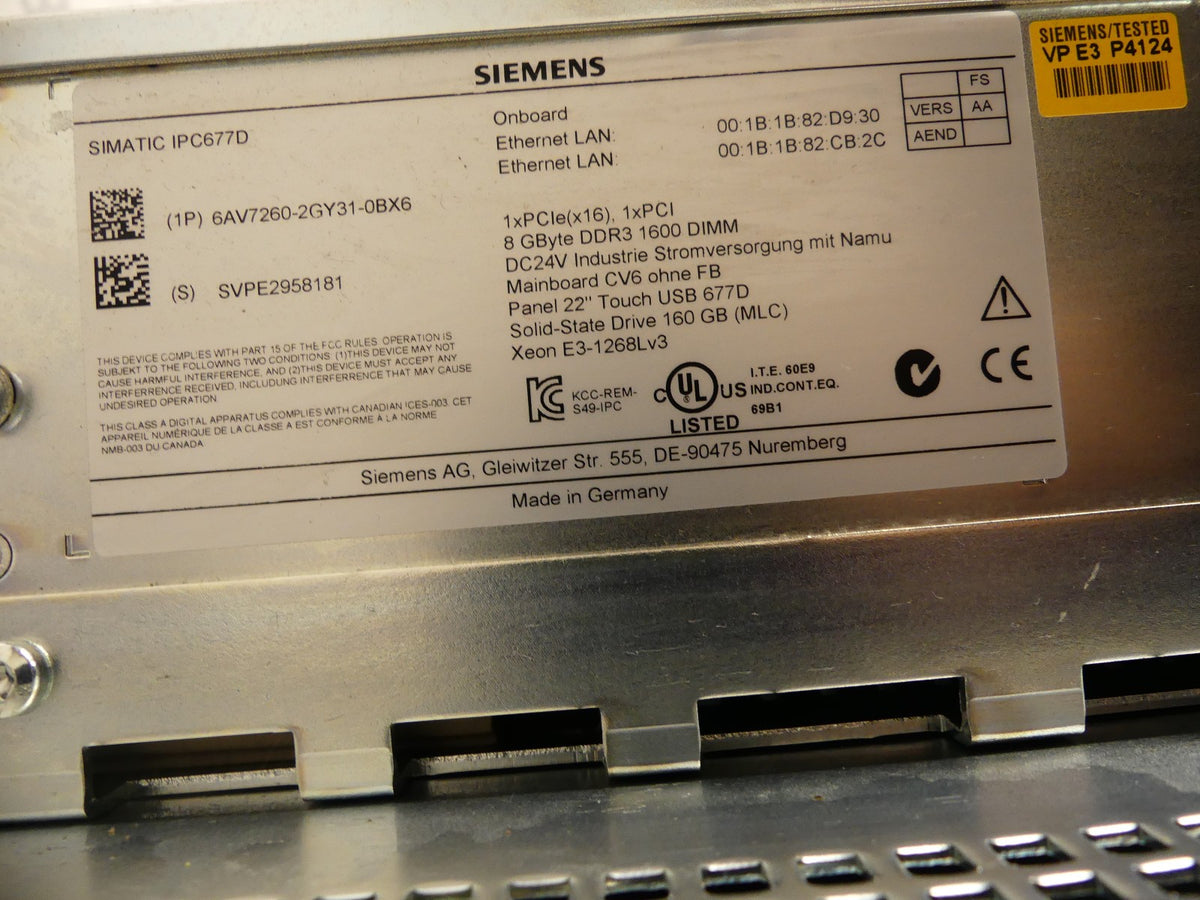 SIEMENS
SIEMENS/TESTED
VP E3 P4124
FS
VERS AA
AEND
SIMATIC IPC677D
(1P) 6AV7260-2GY31-0BX6
(S) SVPE2958181
Onboard
Ethernet LAN: 00:1B:1B:82:D9:30
Ethernet LAN: 00:1B:1B:82:CB:2C
1xPCIe(x16), 1xPCI
8 GByte DDR3 1600 DIMM
DC24V Industrie Stromversorgung mit Namu
Mainboard CV6 ohne FB
Panel 22" Touch USB 677D
Solid-State Drive 160 GB (MLC)
Xeon E3-1268Lv3
THIS DEVICE COMPLIES WITH PART 15 OF THE FCC RULES. OPERATION IS
SUBJEKT TO THE FOLLOWING TWO CONDITIONS: (1)THIS DEVICE MAY NOT
CAUSE HARMFUL INTERFERENCE, AND (2)THIS DEVICE MUST ACCEPT ANY
INTERFERRENCE RECEIVED, INCLUDING INTERFERENCE THAT MAY CAUSE
UNDESIRED OPERATION.
THIS CLASS A DIGITAL APPARATUS COMPLIES WITH CANADIAN ICES-003. CET
APPAREIL NUMÉRIQUE DE LA CLASSE A EST CONFORME À LA NORME
NMB-003 DU CANADA.
KCC-REM-
S49-IPC
C UL US
LISTED
I.T.E. 60E9
IND.CONT.EQ.
69B1
CE
Siemens AG, Gleiwitzer Str. 555, DE-90475 Nuremberg
Made in Germany